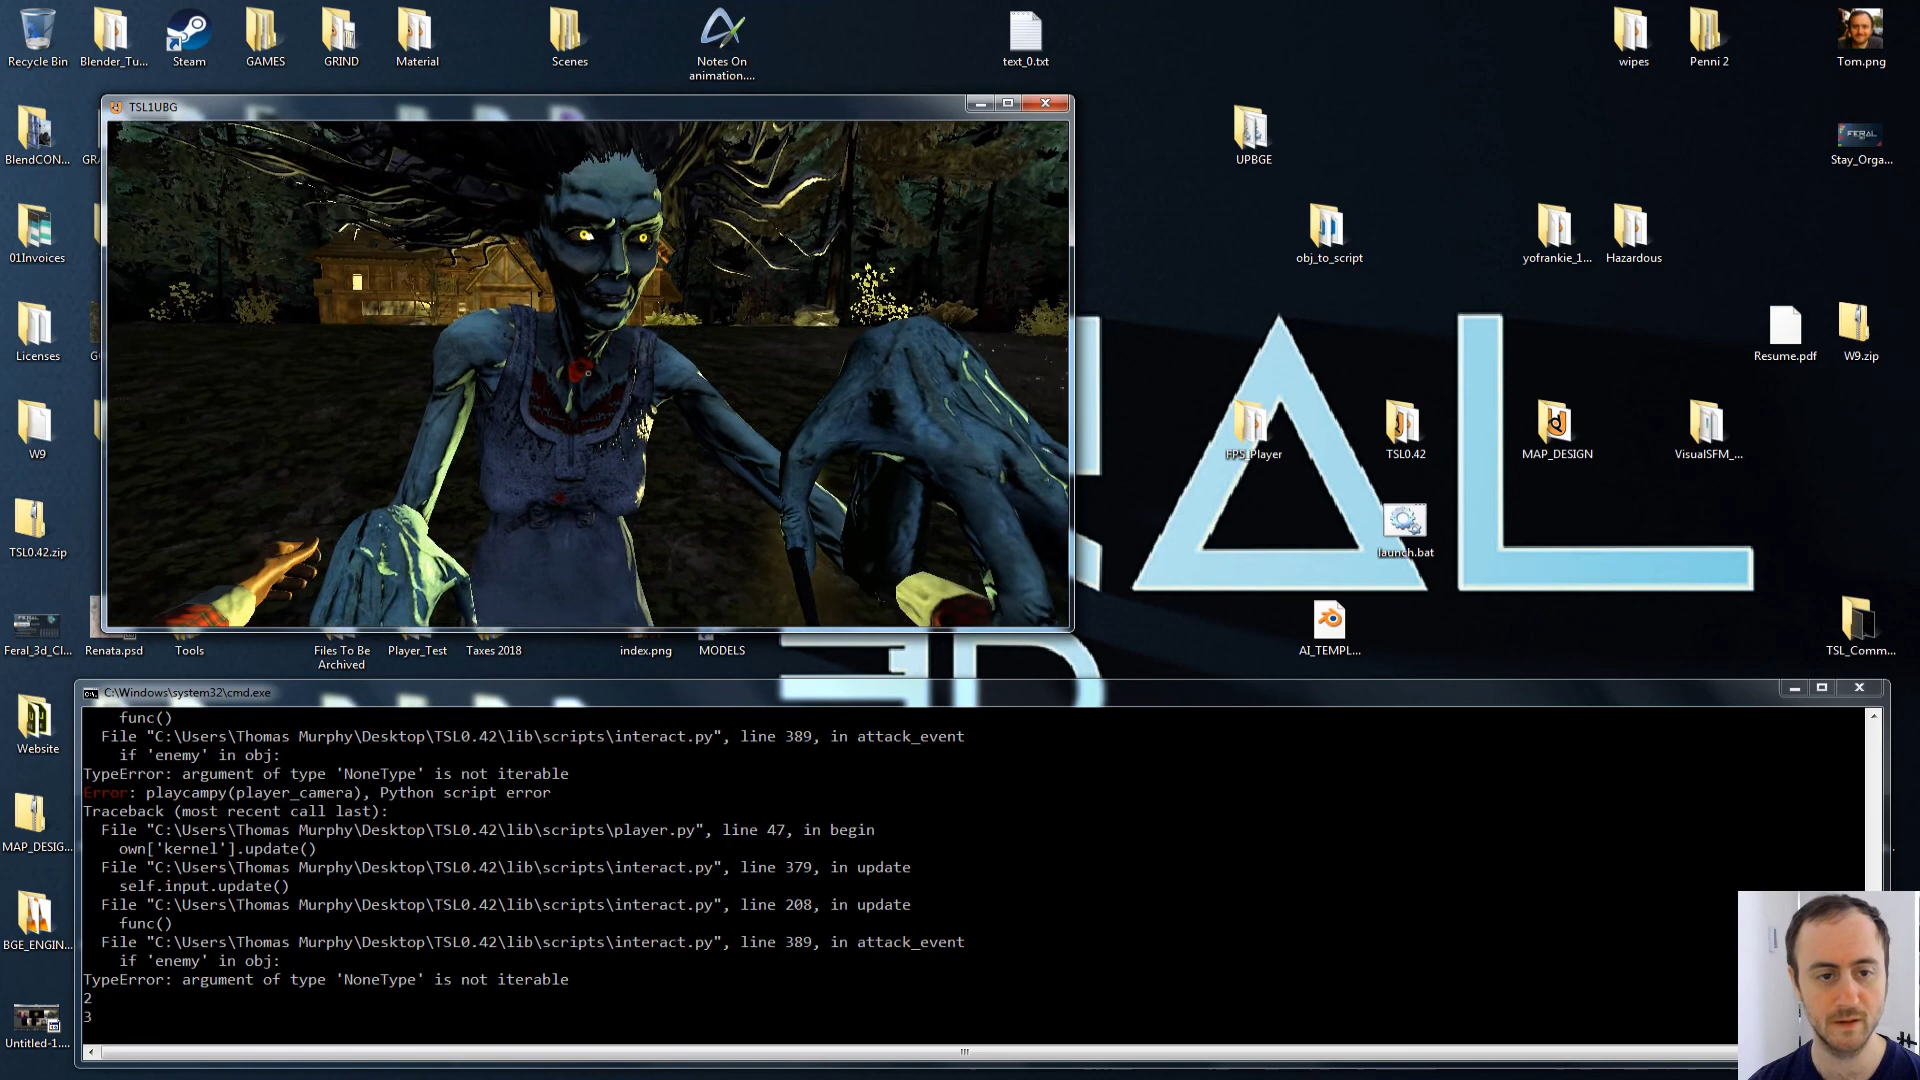 Recycle Bin
Blender_Tu...
Steam
GAMES
GRIND
Material
Scenes
Notes On
animation....
text_0.txt
wipes
Penni 2
Tom.png
TSL1UBG
BlendCON...
UPBGE
FERAL
Stay_Orga...
01Invoices
obj_to_script
yofrankie_1...
Hazardous
Licenses
Resume.pdf
W9.zip
W9
FPS_Player
TSL0.42
MAP_DESIGN
VisualSFM_...
AL
TSL0.42.zip
launch.bat
Feral_3d_Cl...
Renata.psd
Tools
Files To Be
Archived
Player_Test
Taxes 2018
index.png
MODELS
AI_TEMPL...
TSL_Comm...
3D
C:\Windows\system32\cmd.exe
func()
File "C:\Users\Thomas Murphy\Desktop\TSL0.42\lib\scripts\interact.py", line 389, in attack_event
if 'enemy' in obj:
TypeError: argument of type 'NoneType' is not iterable
Error: playcampy(player_camera), Python script error
Traceback (most recent call last):
File "C:\Users\Thomas Murphy\Desktop\TSL0.42\lib\scripts\player.py", line 47, in begin
own['kernel'].update()
File "C:\Users\Thomas Murphy\Desktop\TSL0.42\lib\scripts\interact.py", line 379, in update
self.input.update()
File "C:\Users\Thomas Murphy\Desktop\TSL0.42\lib\scripts\interact.py", line 208, in update
func()
File "C:\Users\Thomas Murphy\Desktop\TSL0.42\lib\scripts\interact.py", line 389, in attack_event
if 'enemy' in obj:
TypeError: argument of type 'NoneType' is not iterable
2
3
Website
MAP_DESIG...
BGE_ENGIN...
Untitled-1....